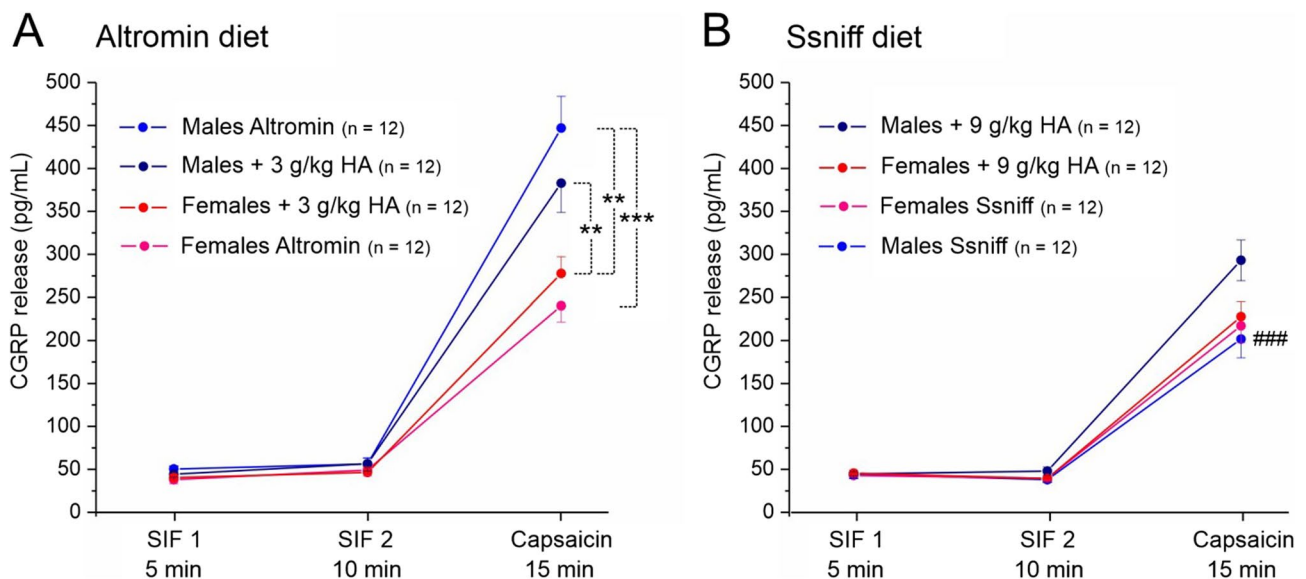 A Altromin diet
CGRP release (pg/mL)
500
450
400
350
300
250
200
150
100
50
0
Males Altromin (n = 12)
Males + 3 g/kg HA (n = 12)
Females + 3 g/kg HA (n = 12)
Females Altromin (n = 12)
**
**
***
SIF 1
5 min
SIF 2
10 min
Capsaicin
15 min
B Ssniff diet
CGRP release (pg/mL)
500
450
400
350
300
250
200
150
100
50
0
Males + 9 g/kg HA (n = 12)
Females + 9 g/kg HA (n = 12)
Females Ssniff (n = 12)
Males Ssniff (n = 12)
###
SIF 1
5 min
SIF 2
10 min
Capsaicin
15 min